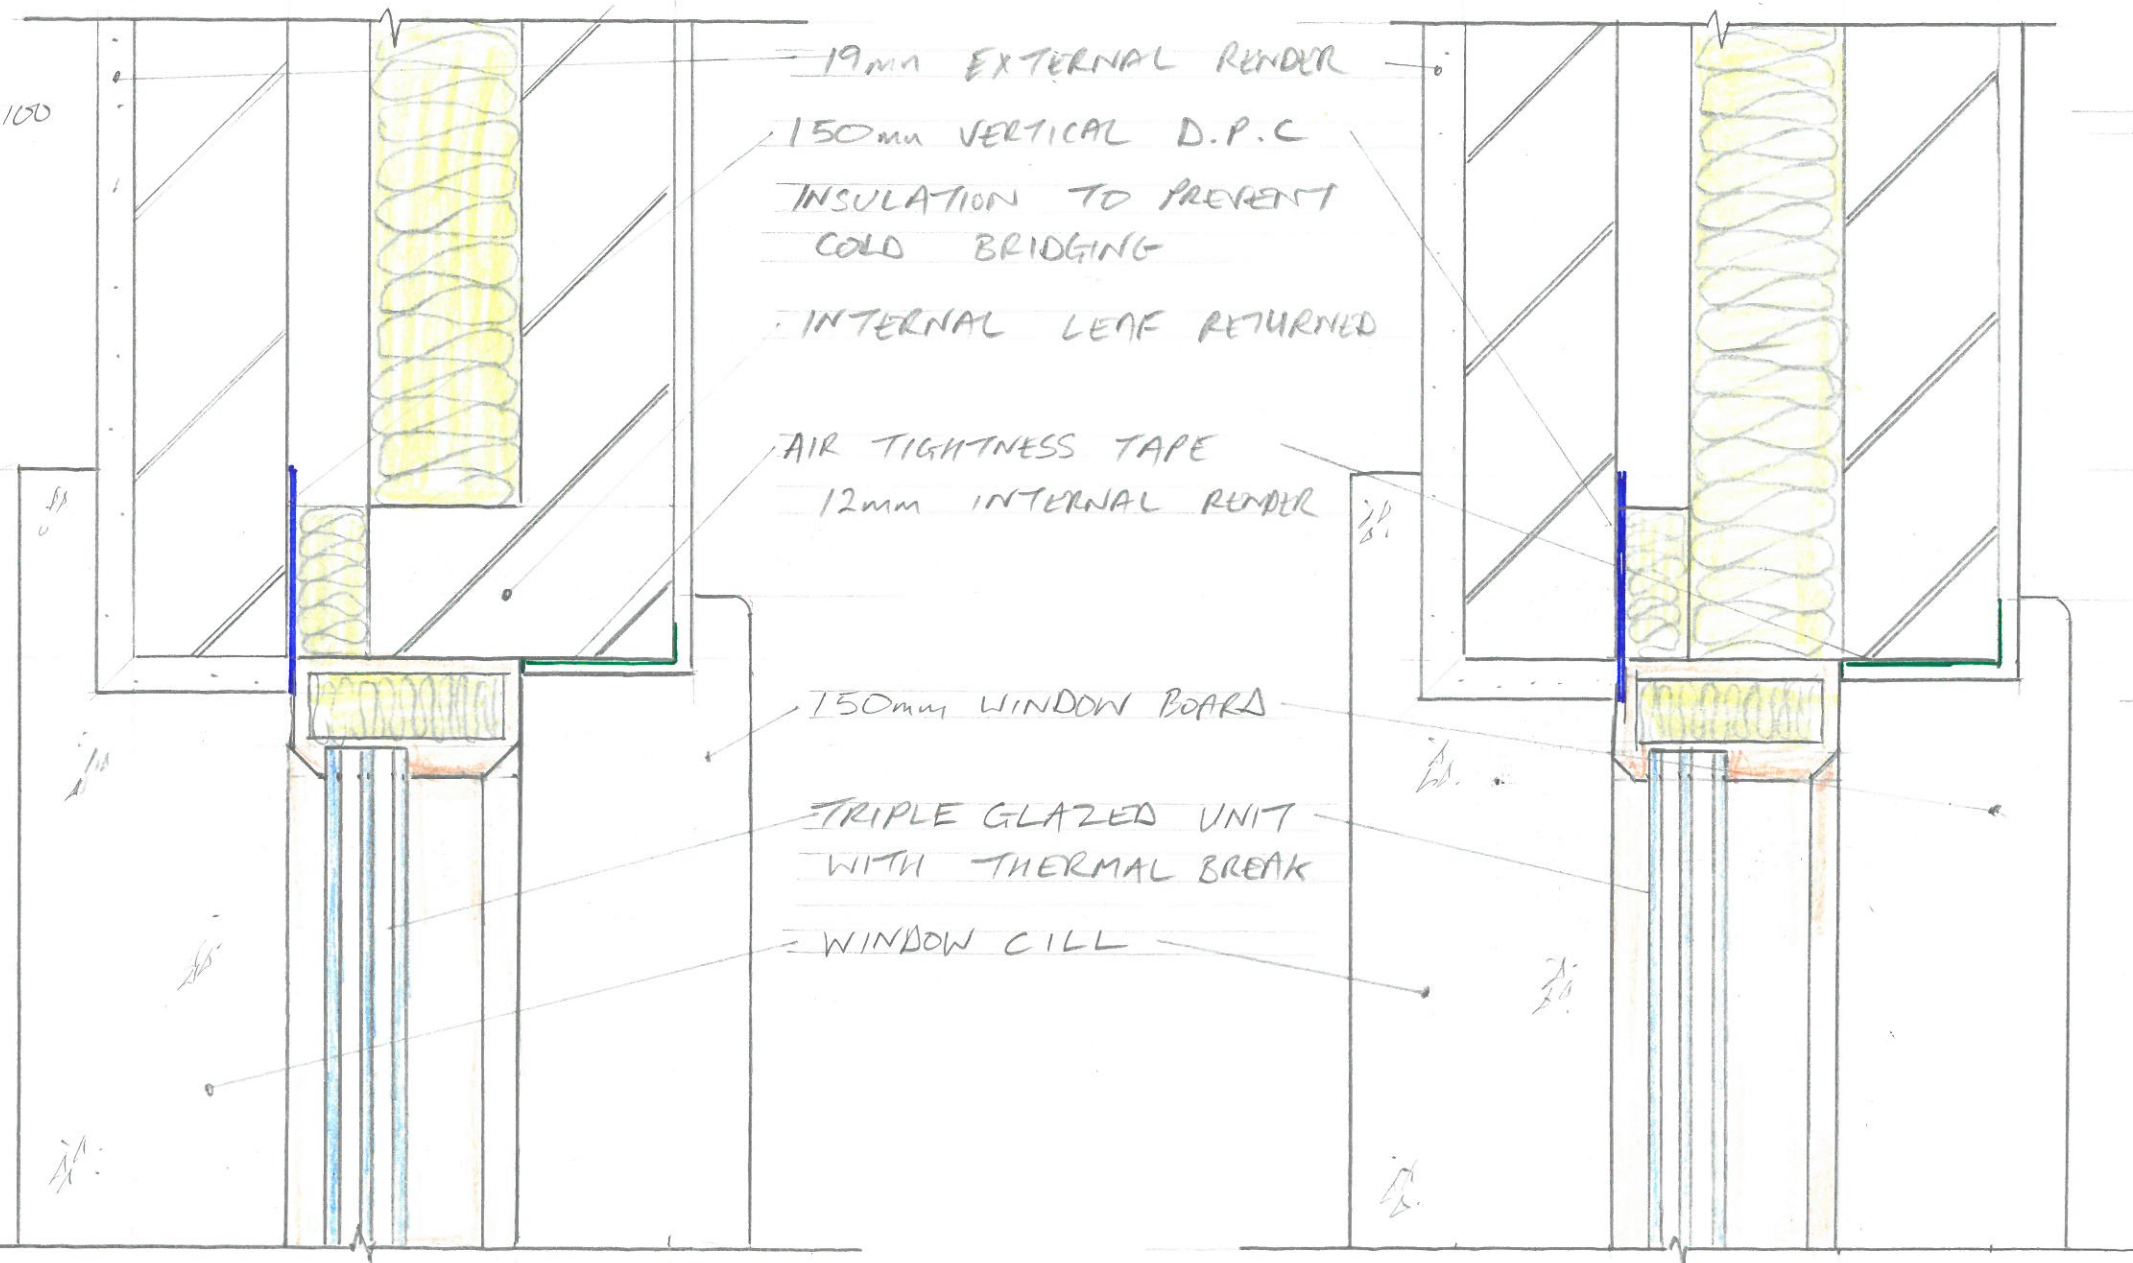 19mm EXTERNAL RENDER
100
150mm VERTICAL D.P.C
INSULATION TO PREVENT
COLD BRIDGING
INTERNAL LEAF RETURNED
AIR TIGHTNESS TAPE
12mm INTERNAL RENDER
150mm WINDOW BOARD
TRIPLE GLAZED UNIT
WITH THERMAL BREAK
WINDOW CILL